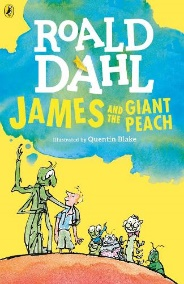 ROALD
DAHL
JAMES AND THE GIANT PEACH
Illustrated by Quentin Blake